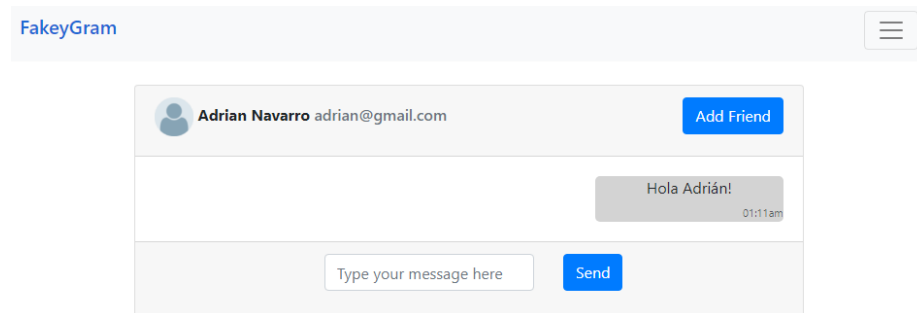 FakeyGram
Adrian Navarro adrian@gmail.com
Add Friend
Hola Adrián!
01:11am
Type your message here
Send